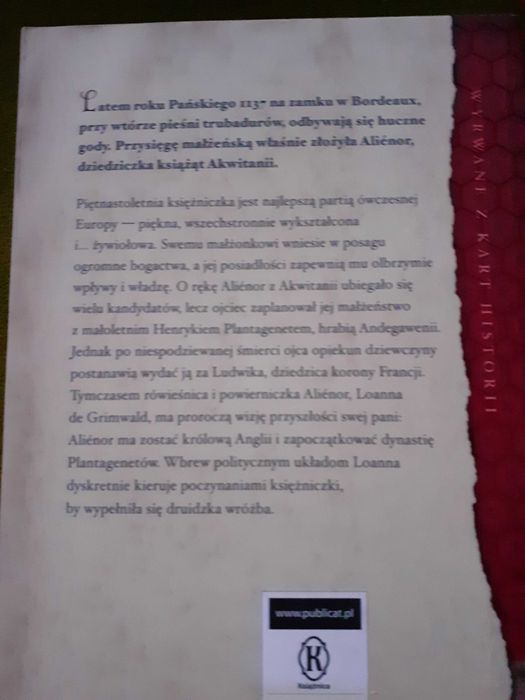 Latem roku Pańskiego 1137 na zamku w Bordeaux,
przy wtórze pieśni trubadurów, odbywają się huczne
gody. Przysięgę małżeńską właśnie złożyła Aliénor,
dziedziczka książąt Akwitanii.
Piętnastoletnia księżniczka jest najlepszą partią ówczesnej
Europy — piękna, wszechstronnie wykształcona
i... żywiołowa. Swemu małżonkowi wniesie w posagu
ogromne bogactwa, a jej posiadłości zapewnią mu olbrzymie
wpływy i władzę. O rękę Aliénor z Akwitanii ubiegało się
wielu kandydatów, lecz ojciec zaplanował jej małżeństwo
z małoletnim Henrykiem Plantagenetem, hrabią Andegawenii.
Jednak po niespodziewanej śmierci ojca opiekun dziewczyny
postanawia wydać ją za Ludwika, dziedzica korony Francji.
Tymczasem rówieśnica i powierniczka Aliénor, Loanna
de Grimwald, ma proroczą wizję przyszłości swej pani:
Aliénor ma zostać królową Anglii i zapoczątkować dynastię
Plantagenetów. Wbrew politycznym układom Loanna
dyskretnie kieruje poczynaniami księżniczki,
by wypełniła się druidzka wróżba.
WYRWANE Z KART HISTORII
www.publicat.pl
K
Książnica